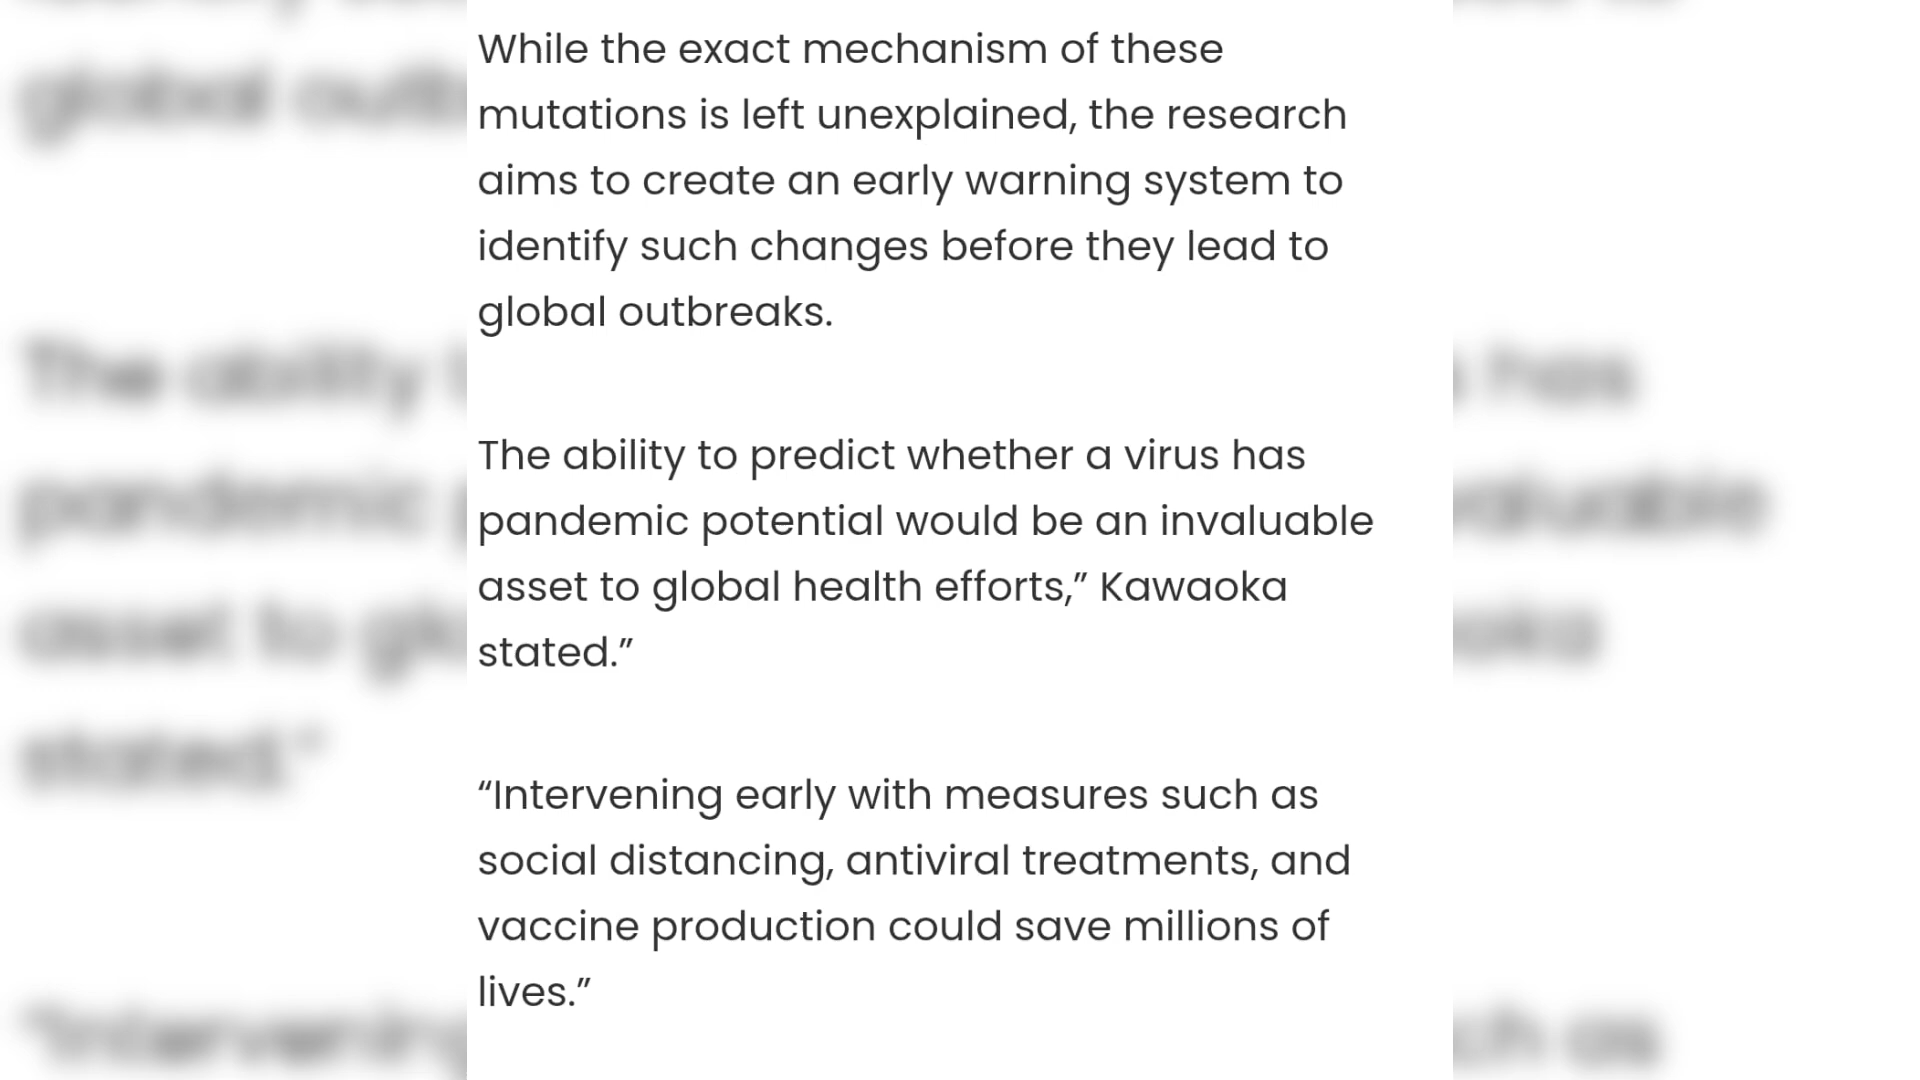 While the exact mechanism of these
mutations is left unexplained, the research
aims to create an early warning system to
identify such changes before they lead to
global outbreaks.
The ability to predict whether a virus has
pandemic potential would be an invaluable
asset to global health efforts,” Kawaoka
stated.”
“Intervening early with measures such as
social distancing, antiviral treatments, and
vaccine production could save millions of
lives.”